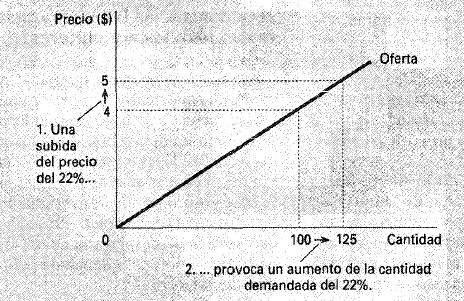 Precio ($)
Oferta
5
4
1. Una
subida
del precio
del 22%...
0
100 → 125
Cantidad
2. ... provoca un aumento de la cantidad
demandada del 22%.